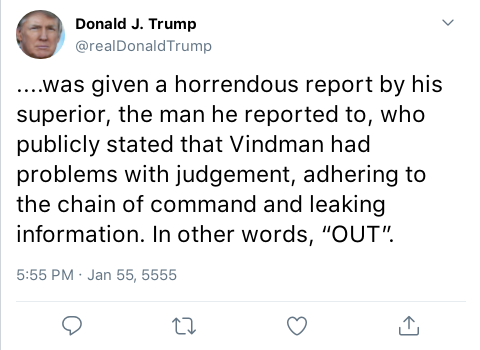 Donald J. Trump
@realDonaldTrump
....was given a horrendous report by his
superior, the man he reported to, who
publicly stated that Vindman had
problems with judgement, adhering to
the chain of command and leaking
information. In other words, “OUT”.
5:55 PM · Jan 55, 5555